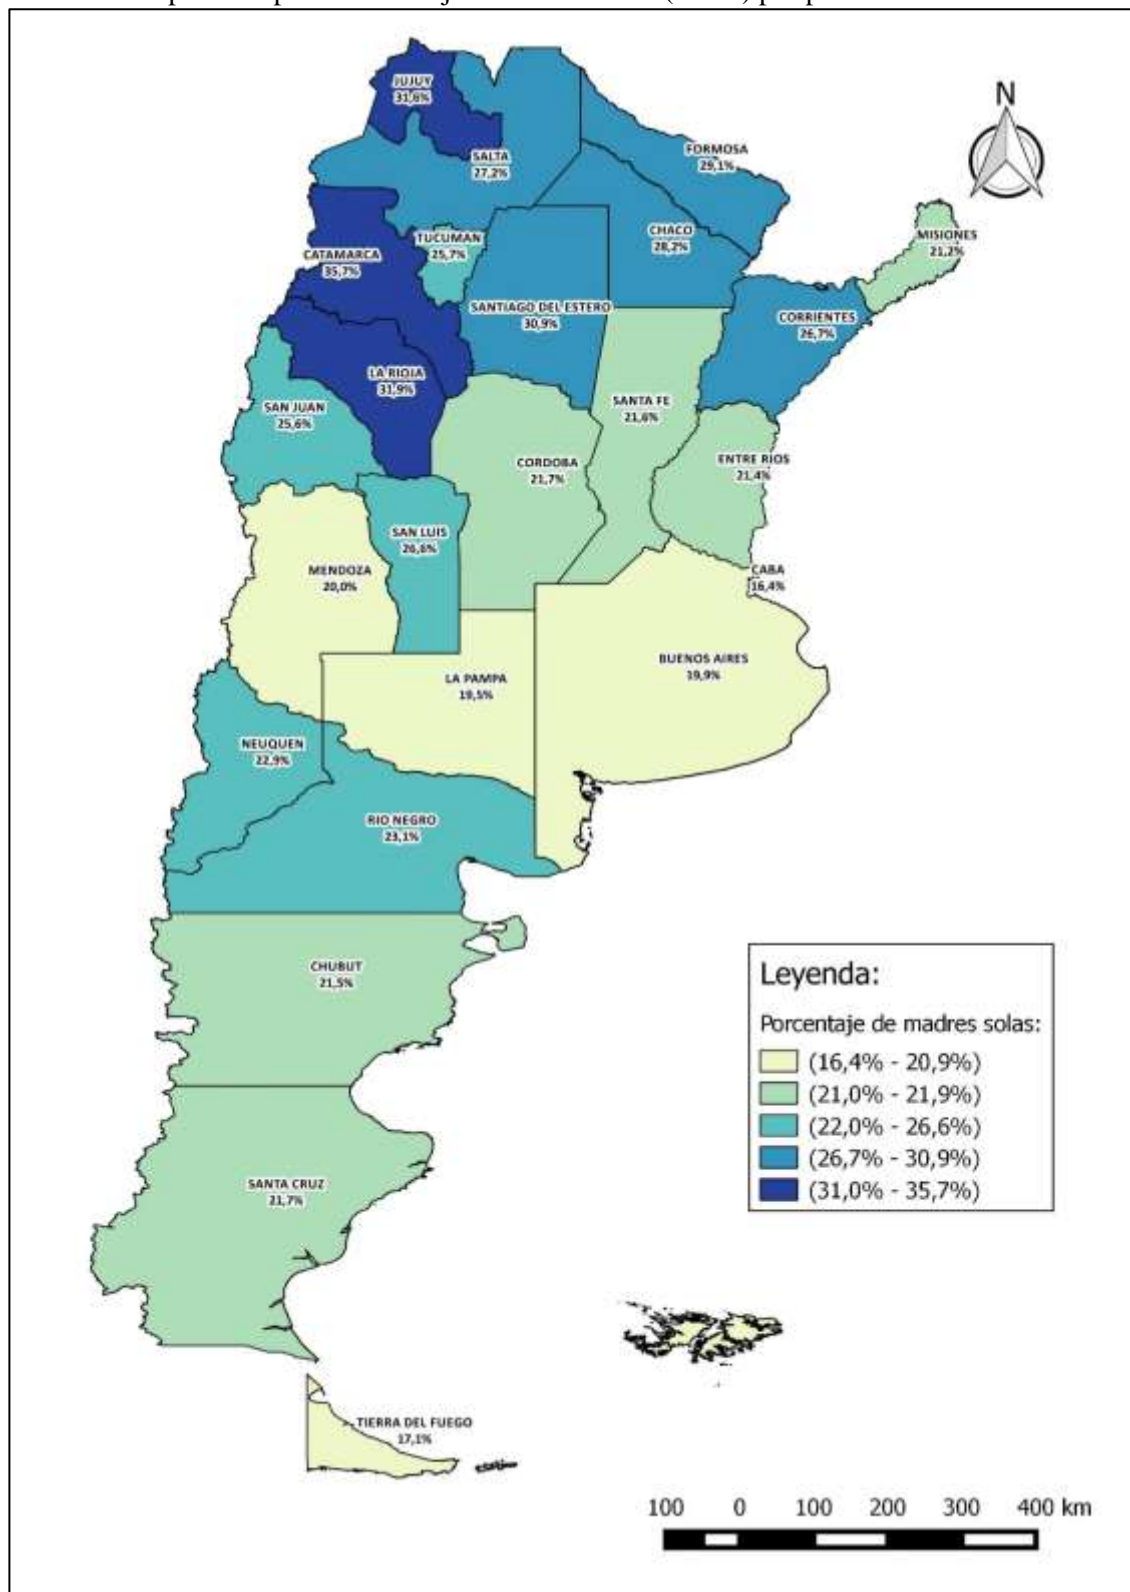 N
JUJUY
31,6%
SALTA
27,2%
FORMOSA
29,1%
CHACO
28,2%
MISIONES
21,2%
TUCUMAN
25,7%
CATAMARCA
35,7%
SANTIAGO DEL ESTERO
30,9%
CORRIENTES
26,7%
LA RIOJA
31,9%
SANTA FE
21,6%
SAN JUAN
25,6%
CORDOBA
21,7%
ENTRE RIOS
21,4%
SAN LUIS
26,6%
MENDOZA
20,0%
CABA
16,4%
BUENOS AIRES
19,9%
LA PAMPA
19,5%
NEUQUEN
22,9%
RIO NEGRO
23,1%
CHUBUT
21,5%
SANTA CRUZ
21,7%
TIERRA DEL FUEGO
17,1%
Leyenda:
Porcentaje de madres solas:
(16,4% - 20,9%)
(21,0% - 21,9%)
(22,0% - 26,6%)
(26,7% - 30,9%)
(31,0% - 35,7%)
100 0 100 200 300 400 km